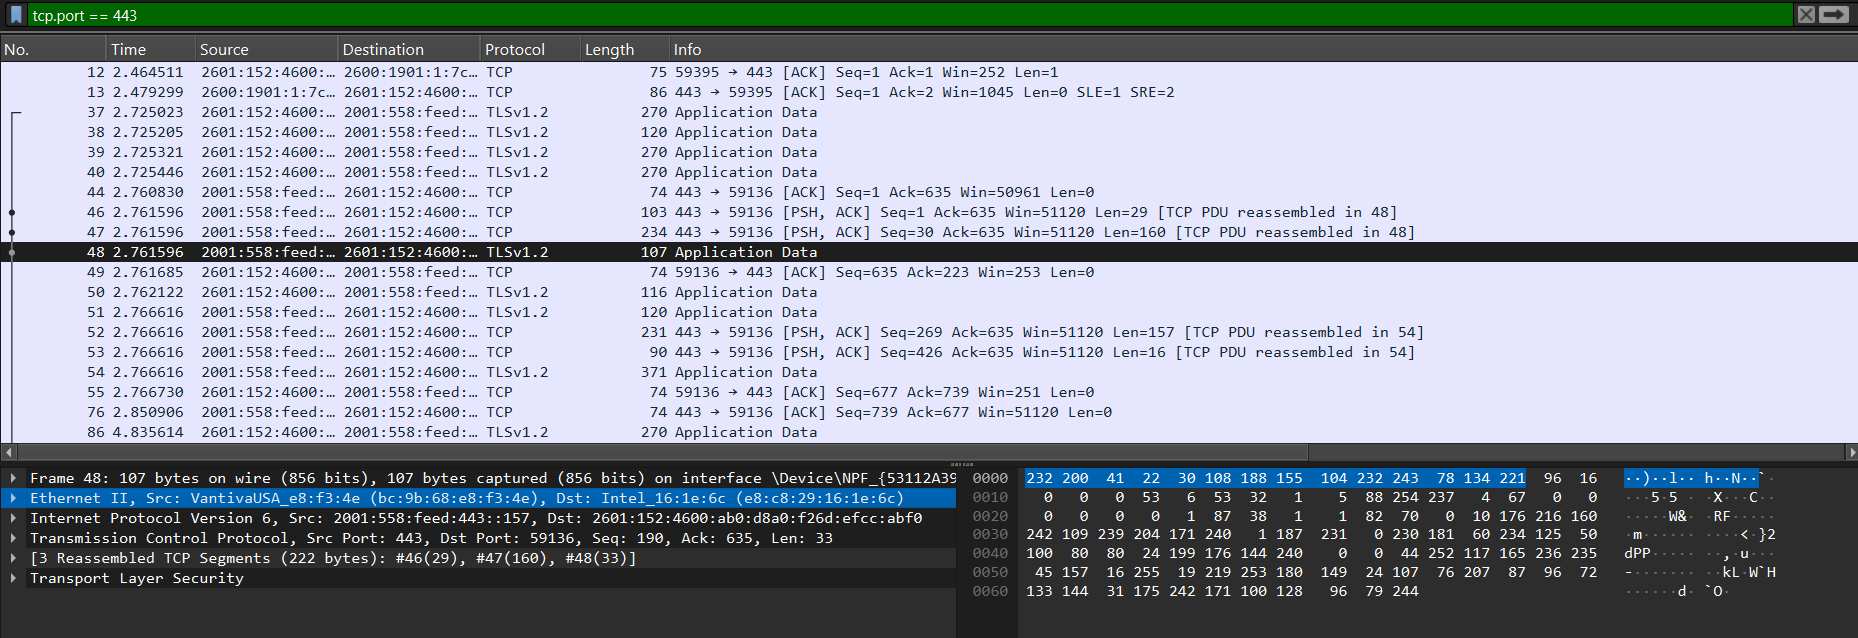 tcp.port == 443
No. Time Source Destination Protocol Length Info
12 2.464511 2601:152:4600:… 2600:1901:1:7c… TCP 75 59395 → 443 [ACK] Seq=1 Ack=1 Win=252 Len=1
13 2.479299 2600:1901:1:7c… 2601:152:4600:… TCP 86 443 → 59395 [ACK] Seq=1 Ack=2 Win=1045 Len=0 SLE=1 SRE=2
37 2.725023 2601:152:4600:… 2001:558:feed:… TLSv1.2 270 Application Data
38 2.725205 2601:152:4600:… 2001:558:feed:… TLSv1.2 120 Application Data
39 2.725321 2601:152:4600:… 2001:558:feed:… TLSv1.2 270 Application Data
40 2.725446 2601:152:4600:… 2001:558:feed:… TLSv1.2 270 Application Data
44 2.760830 2001:558:feed:… 2601:152:4600:… TCP 74 443 → 59136 [ACK] Seq=1 Ack=635 Win=50961 Len=0
46 2.761596 2001:558:feed:… 2601:152:4600:… TCP 103 443 → 59136 [PSH, ACK] Seq=1 Ack=635 Win=51120 Len=29 [TCP PDU reassembled in 48]
47 2.761596 2001:558:feed:… 2601:152:4600:… TCP 234 443 → 59136 [PSH, ACK] Seq=30 Ack=635 Win=51120 Len=160 [TCP PDU reassembled in 48]
48 2.761596 2001:558:feed:… 2601:152:4600:… TLSv1.2 107 Application Data
49 2.761685 2601:152:4600:… 2001:558:feed:… TCP 74 59136 → 443 [ACK] Seq=635 Ack=223 Win=253 Len=0
50 2.762122 2601:152:4600:… 2001:558:feed:… TLSv1.2 116 Application Data
51 2.766616 2001:558:feed:… 2601:152:4600:… TLSv1.2 120 Application Data
52 2.766616 2001:558:feed:… 2601:152:4600:… TCP 231 443 → 59136 [PSH, ACK] Seq=269 Ack=635 Win=51120 Len=157 [TCP PDU reassembled in 54]
53 2.766616 2001:558:feed:… 2601:152:4600:… TCP 90 443 → 59136 [PSH, ACK] Seq=426 Ack=635 Win=51120 Len=16 [TCP PDU reassembled in 54]
54 2.766616 2001:558:feed:… 2601:152:4600:… TLSv1.2 371 Application Data
55 2.766730 2601:152:4600:… 2001:558:feed:… TCP 74 59136 → 443 [ACK] Seq=677 Ack=739 Win=251 Len=0
76 2.850906 2001:558:feed:… 2601:152:4600:… TCP 74 443 → 59136 [ACK] Seq=739 Ack=677 Win=51120 Len=0
86 4.835614 2601:152:4600:… 2001:558:feed:… TLSv1.2 270 Application Data
Frame 48: 107 bytes on wire (856 bits), 107 bytes captured (856 bits) on interface \Device\NPF_{53112A39
Ethernet II, Src: VantivaUSA_e8:f3:4e (bc:9b:68:e8:f3:4e), Dst: Intel_16:1e:6c (e8:c8:29:16:1e:6c)
Internet Protocol Version 6, Src: 2001:558:feed:443::157, Dst: 2601:152:4600:ab0:d8a0:f26d:efcc:abf0
Transmission Control Protocol, Src Port: 443, Dst Port: 59136, Seq: 190, Ack: 635, Len: 33
[3 Reassembled TCP Segments (222 bytes): #46(29), #47(160), #48(33)]
Transport Layer Security
0000 232 200 41 22 30 108 188 155 104 232 243 78 134 221 96 16 ··)··l·· h··N··`·
0010 0 0 0 53 6 53 32 1 5 88 254 237 4 67 0 0 ···5·5 · ·X···C··
0020 0 0 0 0 1 87 38 1 1 82 70 0 10 176 216 160 ·····W&· ·RF·····
0030 242 109 239 204 171 240 1 187 231 0 230 181 60 234 125 50 ·m······ ····<·}2
0040 100 80 80 24 199 176 144 240 0 0 44 252 117 165 236 235 dPP····· ··,·u···
0050 45 157 16 255 19 219 253 180 149 24 107 76 207 87 96 72 -······· ··kL·W`H
0060 133 144 31 175 242 171 100 128 96 79 244 ······d· `O·